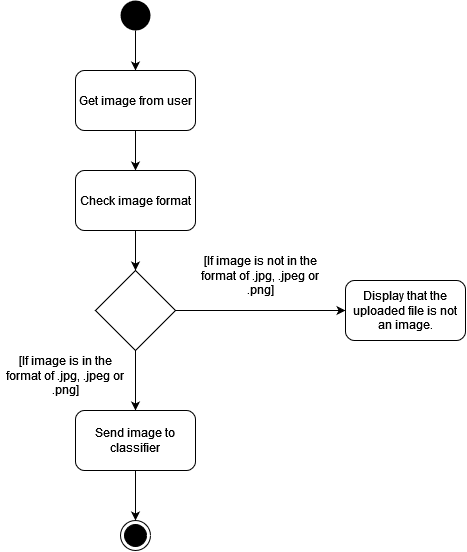 Get image from user
Check image format
[If image is not in the
format of .jpg, .jpeg or
.png]
Display that the
uploaded file is not
an image.
[If image is in the
format of .jpg, .jpeg or
.png]
Send image to
classifier